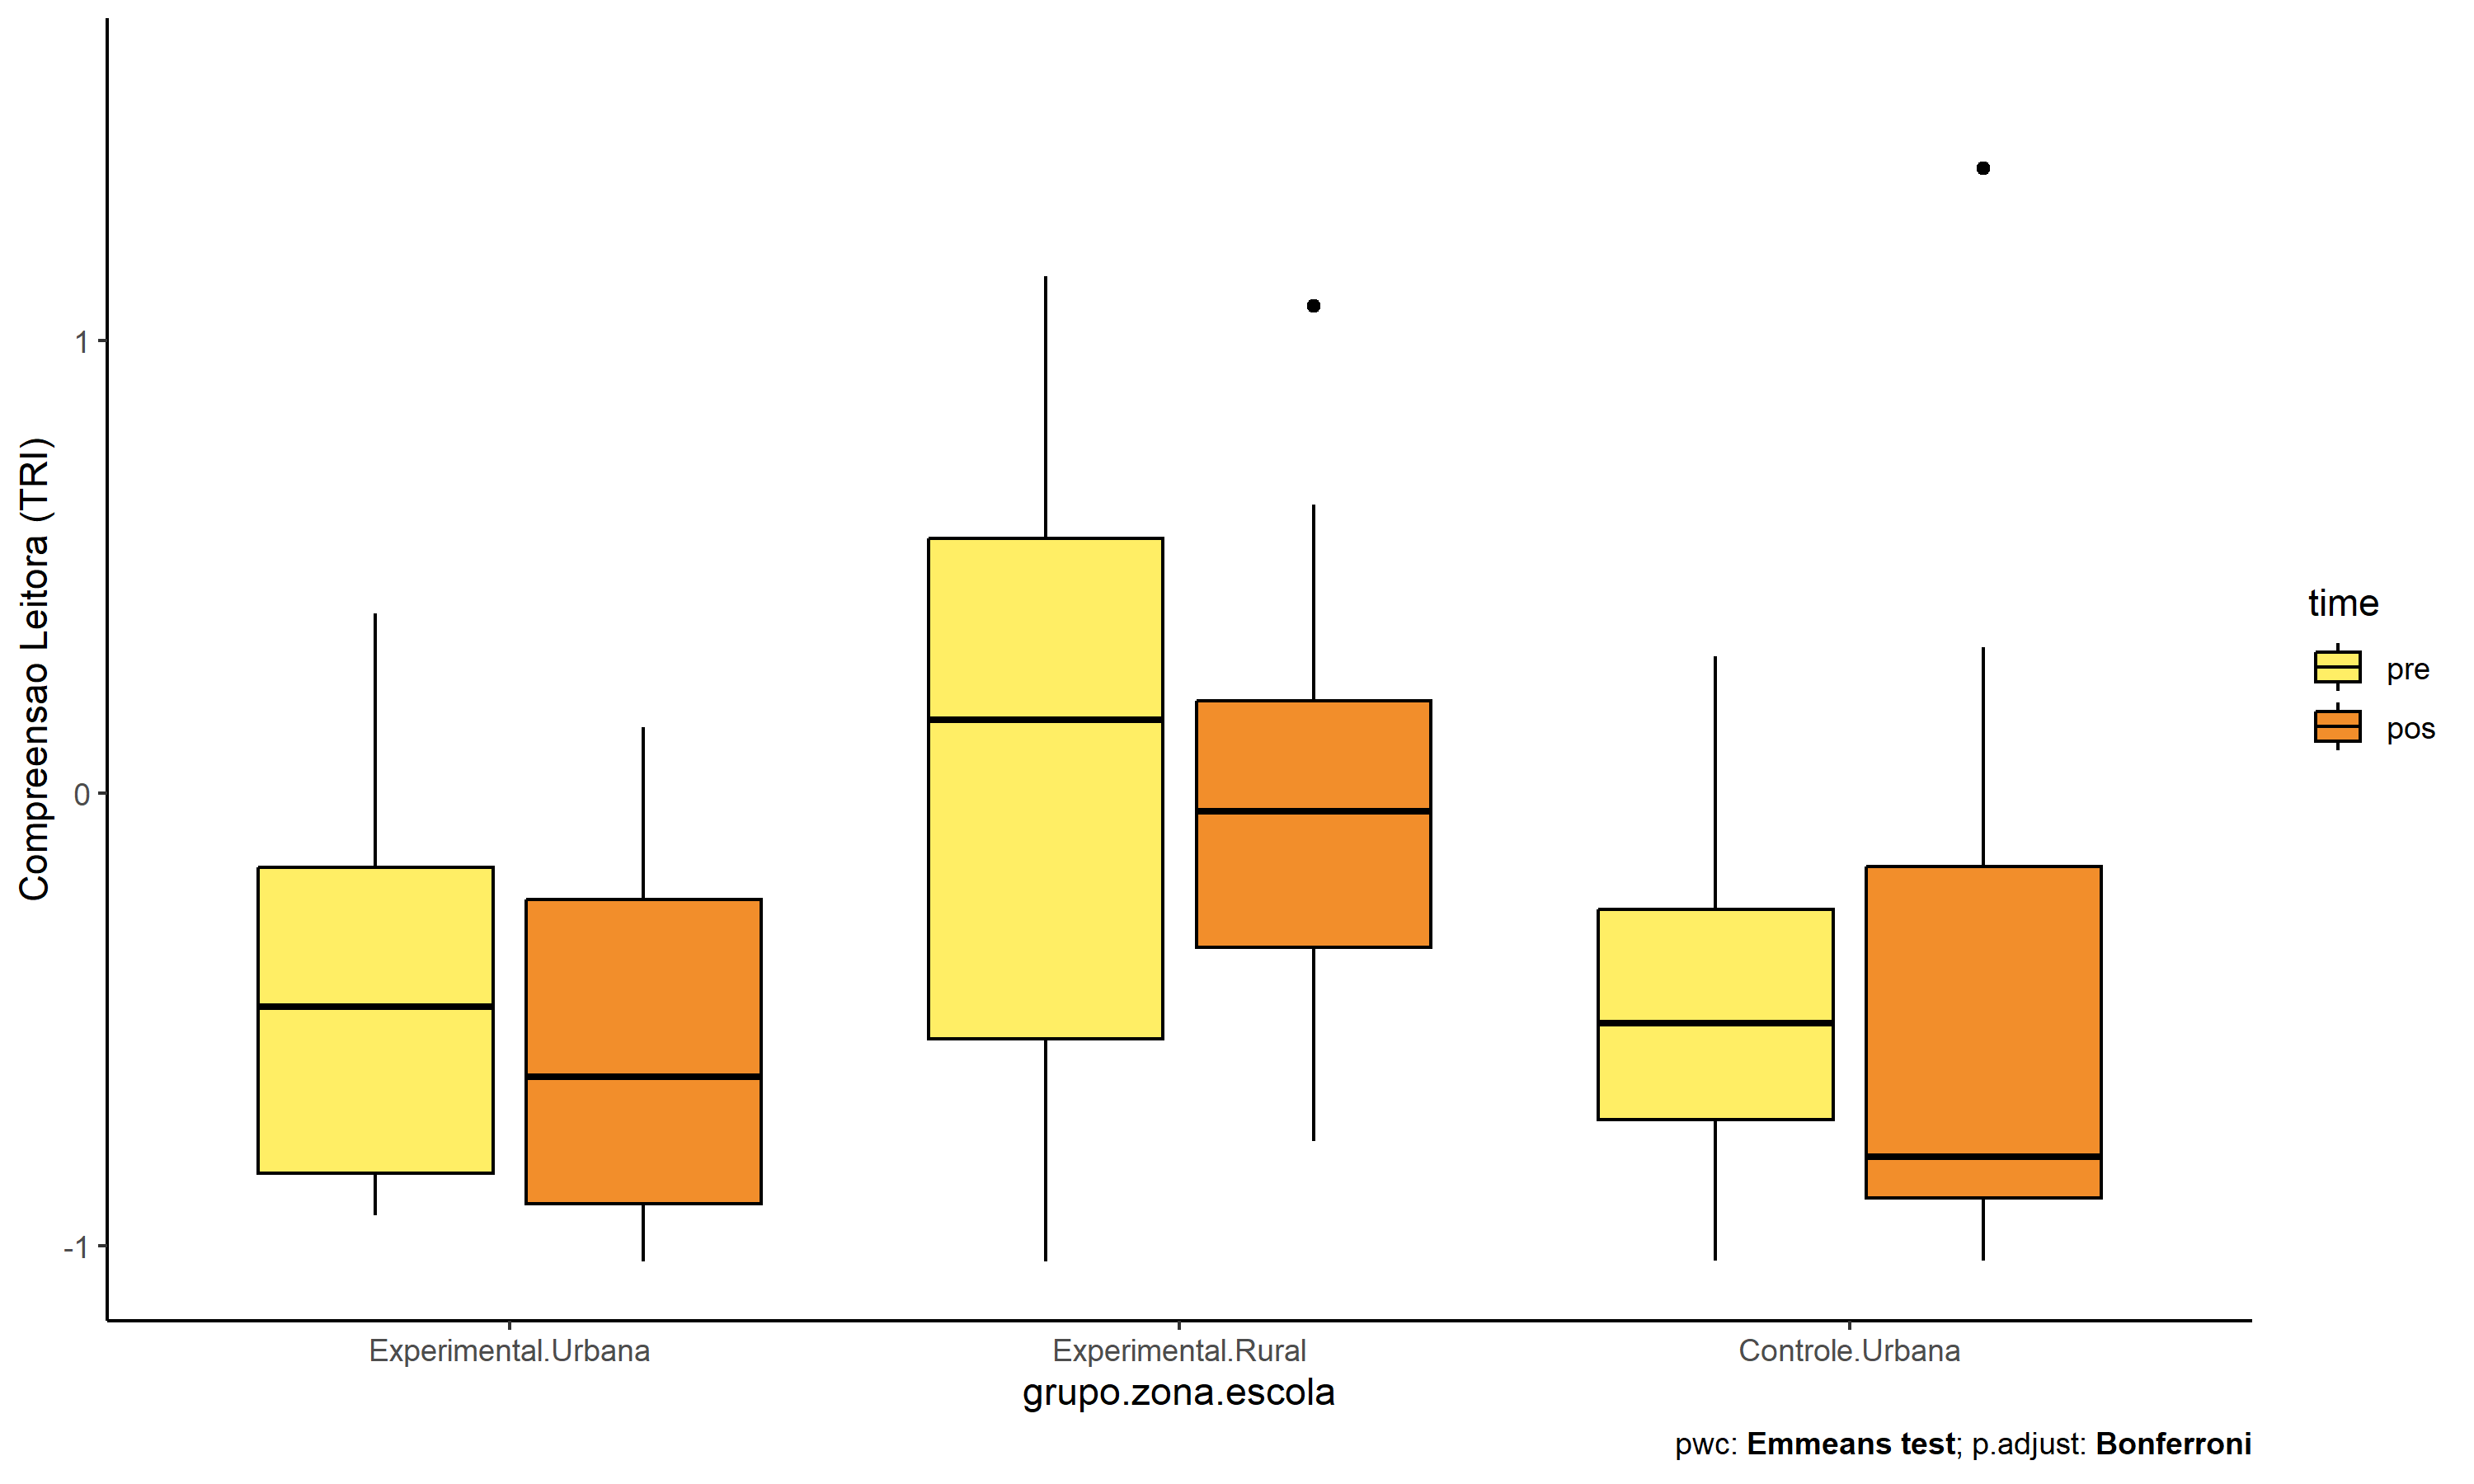 Compreensao Leitora (TRI)
1
0
-1
Experimental.Urbana
Experimental.Rural
Controle.Urbana
grupo.zona.escola
time
pre
pos
pwc: Emmeans test; p.adjust: Bonferroni